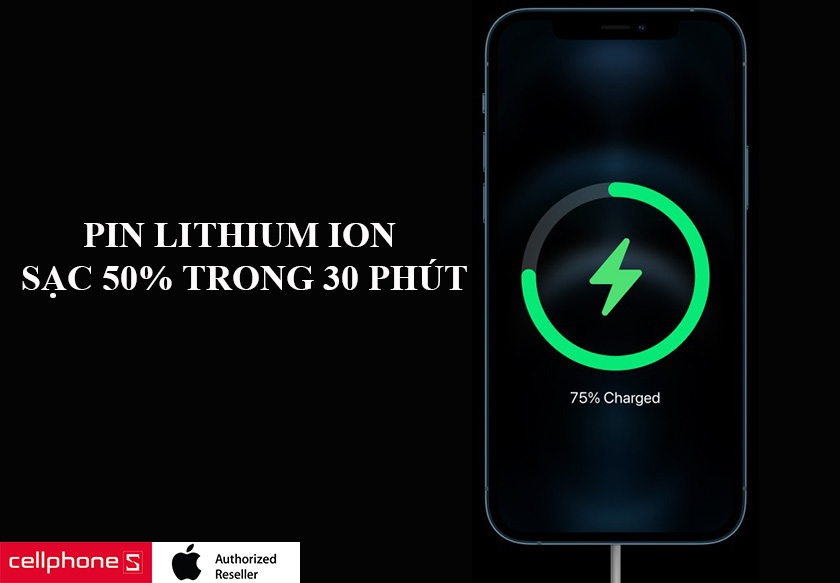 PIN LITHIUM ION
SẠC 50% TRONG 30 PHÚT
75% Charged
cellphone S
Authorized
Reseller